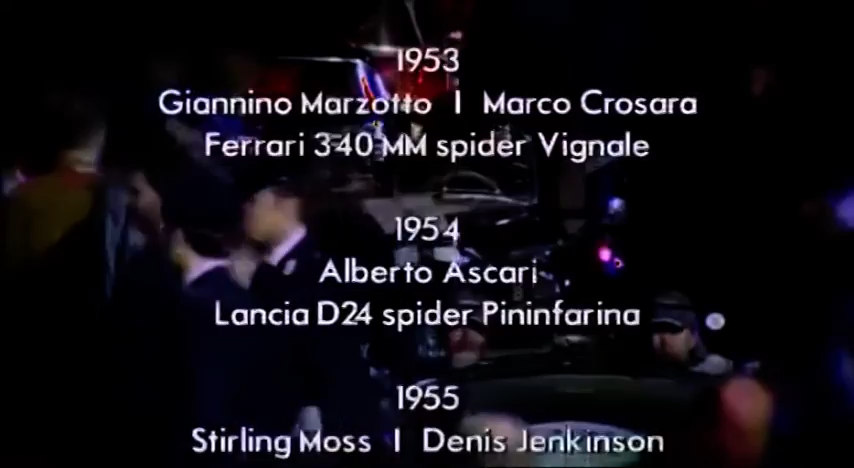 1953
Giannino Marzotto | Marco Crosara
Ferrari 340 MM spider Vignale
1954
Alberto Ascari
Lancia D24 spider Pininfarina
1955
Stirling Moss | Denis Jenkinson